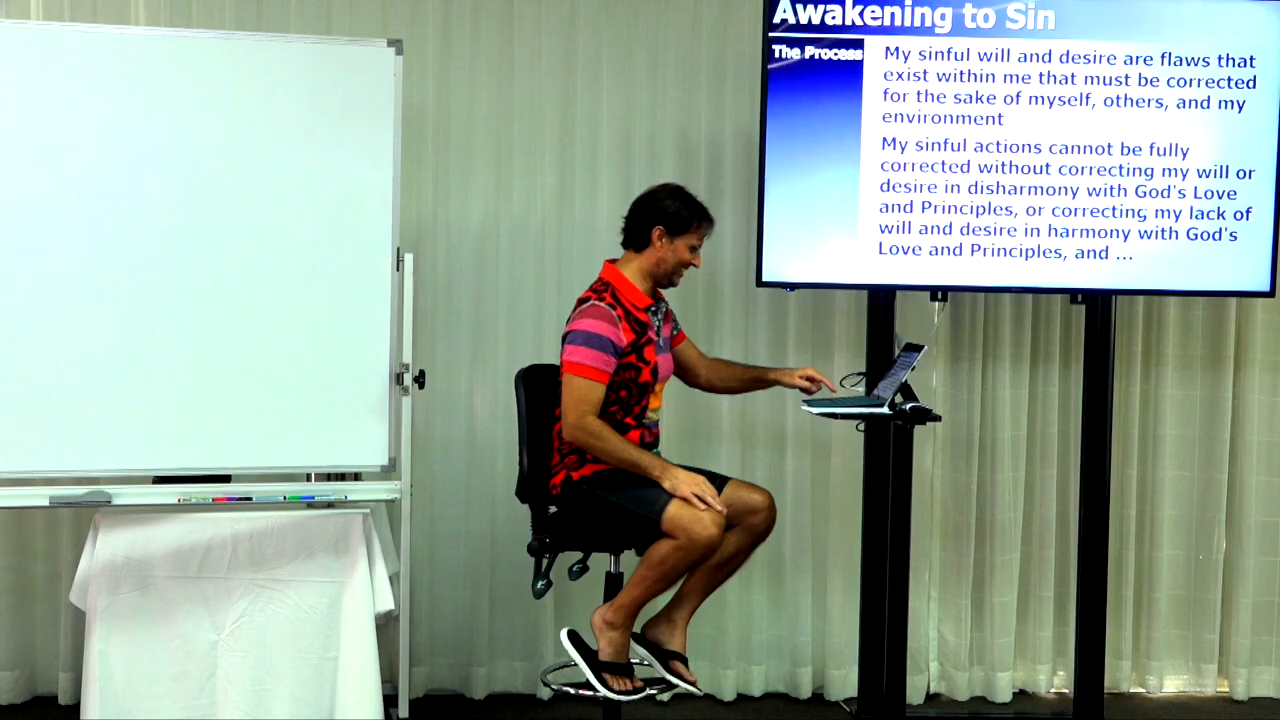 Awakening to Sin
The Process
My sinful will and desire are flaws that
exist within me that must be corrected
for the sake of myself, others, and my
environment
My sinful actions cannot be fully
corrected without correcting my will or
desire in disharmony with God's Love
and Principles, or correcting my lack of
will and desire in harmony with God's
Love and Principles, and ...